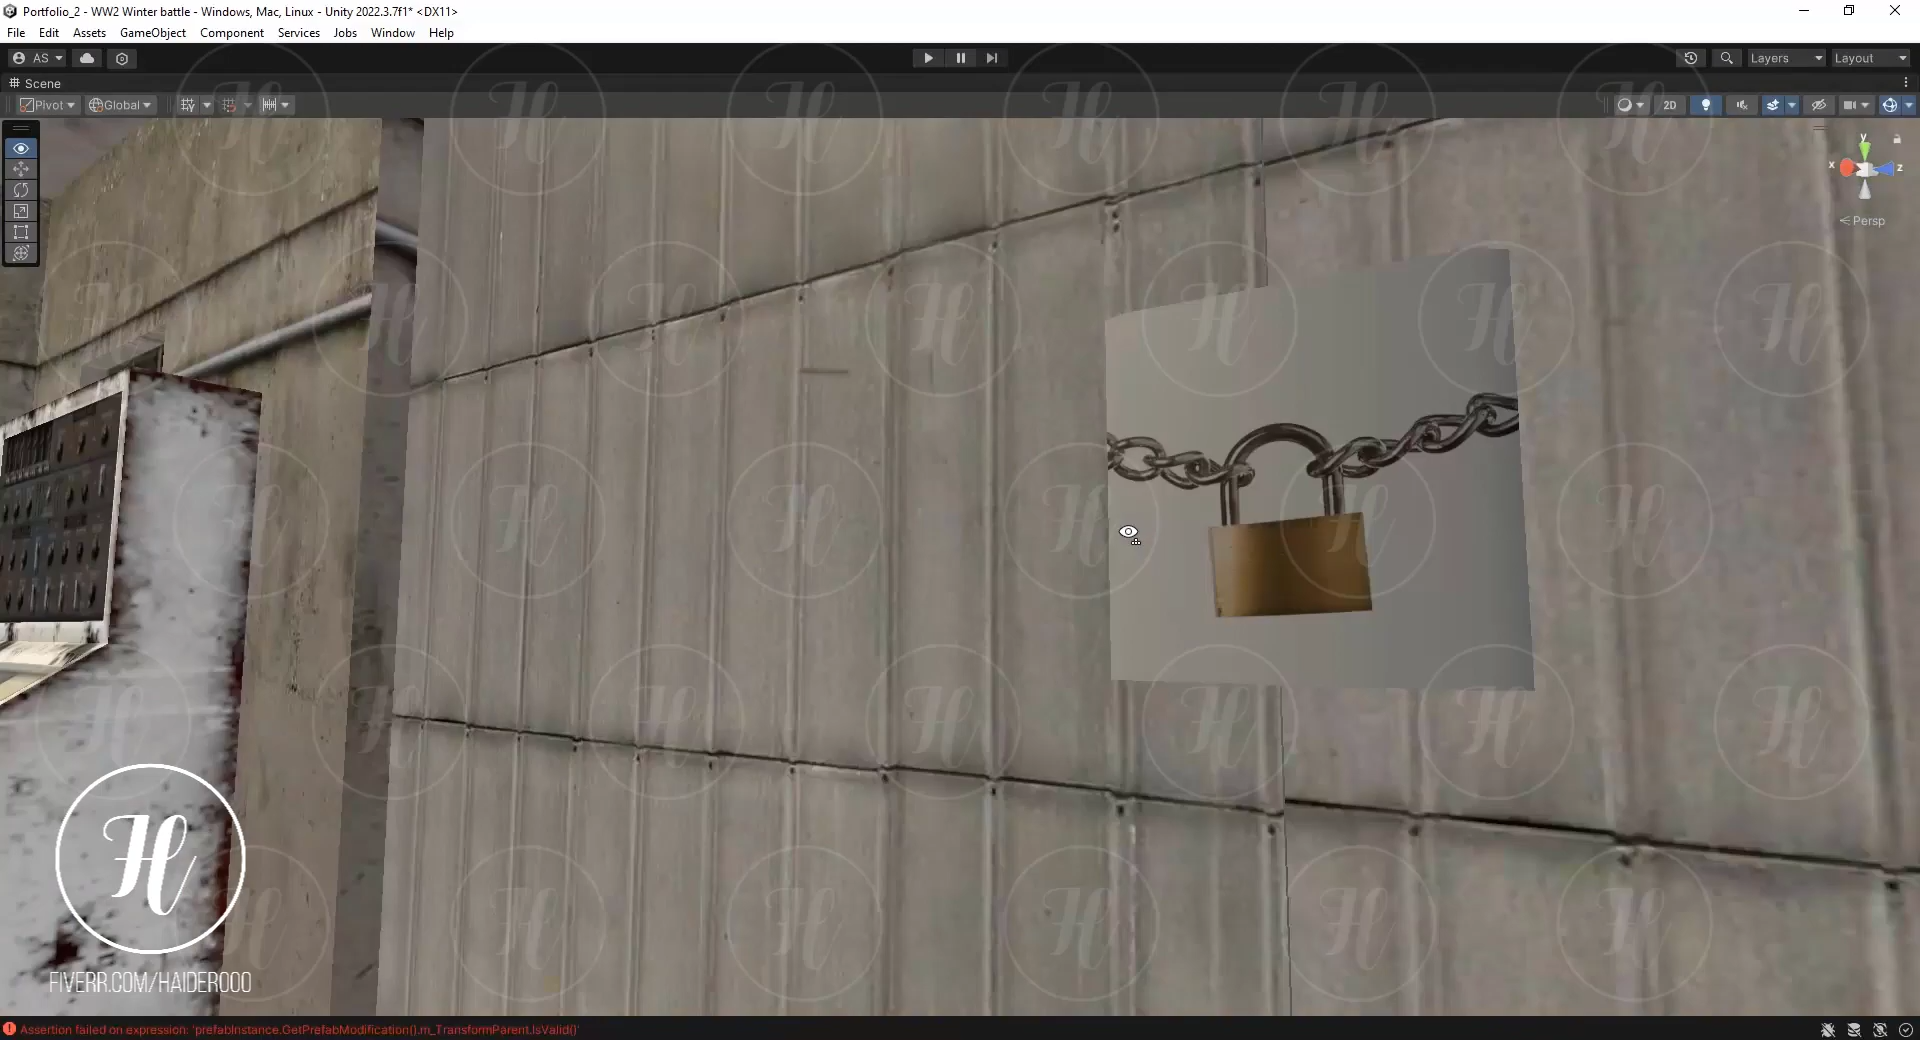 Portfolio_2 - WW2 Winter battle - Windows, Mac, Linux - Unity 2022.3.7f1* <DX11>
File Edit Assets GameObject Component Services Jobs Window Help
AS Layers Layout
Scene
Pivot Global 2D
y
x z
Persp
H
FIVERR.COM/HAIDER000
Assertion failed on expression: 'prefabInstance.GetPrefabModification().m_TransformParent.IsValid()'